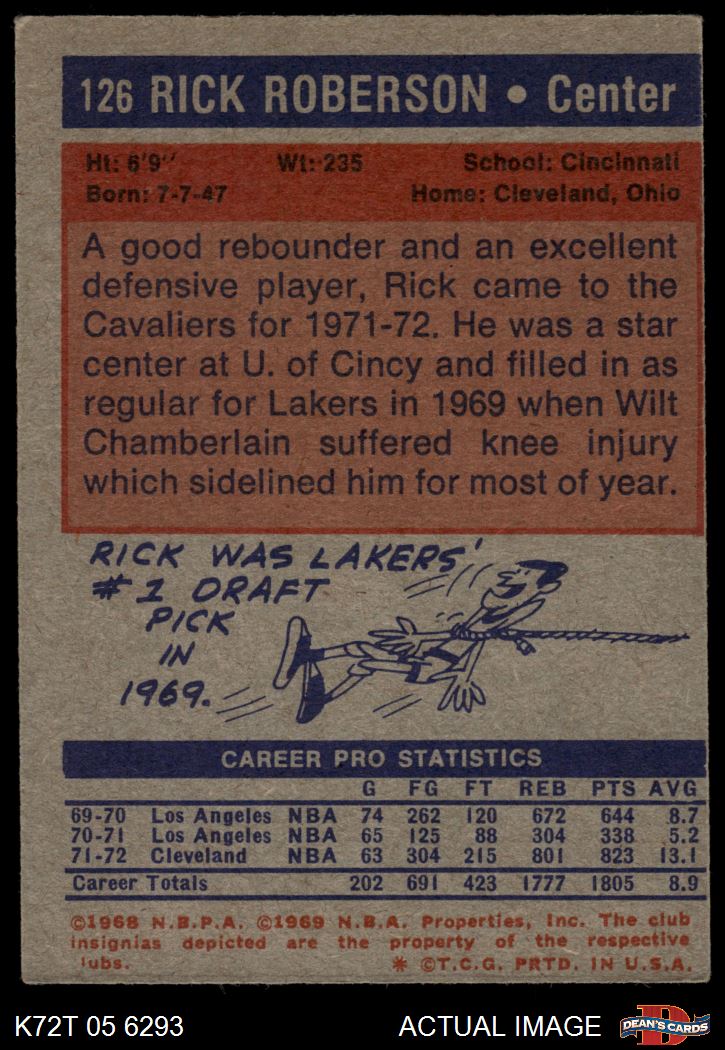 126 RICK ROBERSON • Center
Ht: 6'9" Wt: 235 School: Cincinnati
Born: 7-7-47 Home: Cleveland, Ohio
A good rebounder and an excellent
defensive player, Rick came to the
Cavaliers for 1971-72. He was a star
center at U. of Cincy and filled in as
regular for Lakers in 1969 when Wilt
Chamberlain suffered knee injury
which sidelined him for most of year.
RICK WAS LAKERS'
#1 DRAFT
PICK
IN
1969.
CAREER PRO STATISTICS
G FG FT REB PTS AVG
69-70 Los Angeles NBA 74 262 120 672 644 8.7
70-71 Los Angeles NBA 65 125 88 304 338 5.2
71-72 Cleveland NBA 63 304 215 801 823 13.1
Career Totals 202 691 423 1777 1805 8.9
©1968 N.B.P.A. ©1969 N.B.A. Properties, Inc. The club
insignias depicted are the property of the respective
lubs. * ©T.C.G. PRTD. IN U.S.A.
K72T 05 6293 ACTUAL IMAGE D DEAN'S CARDS